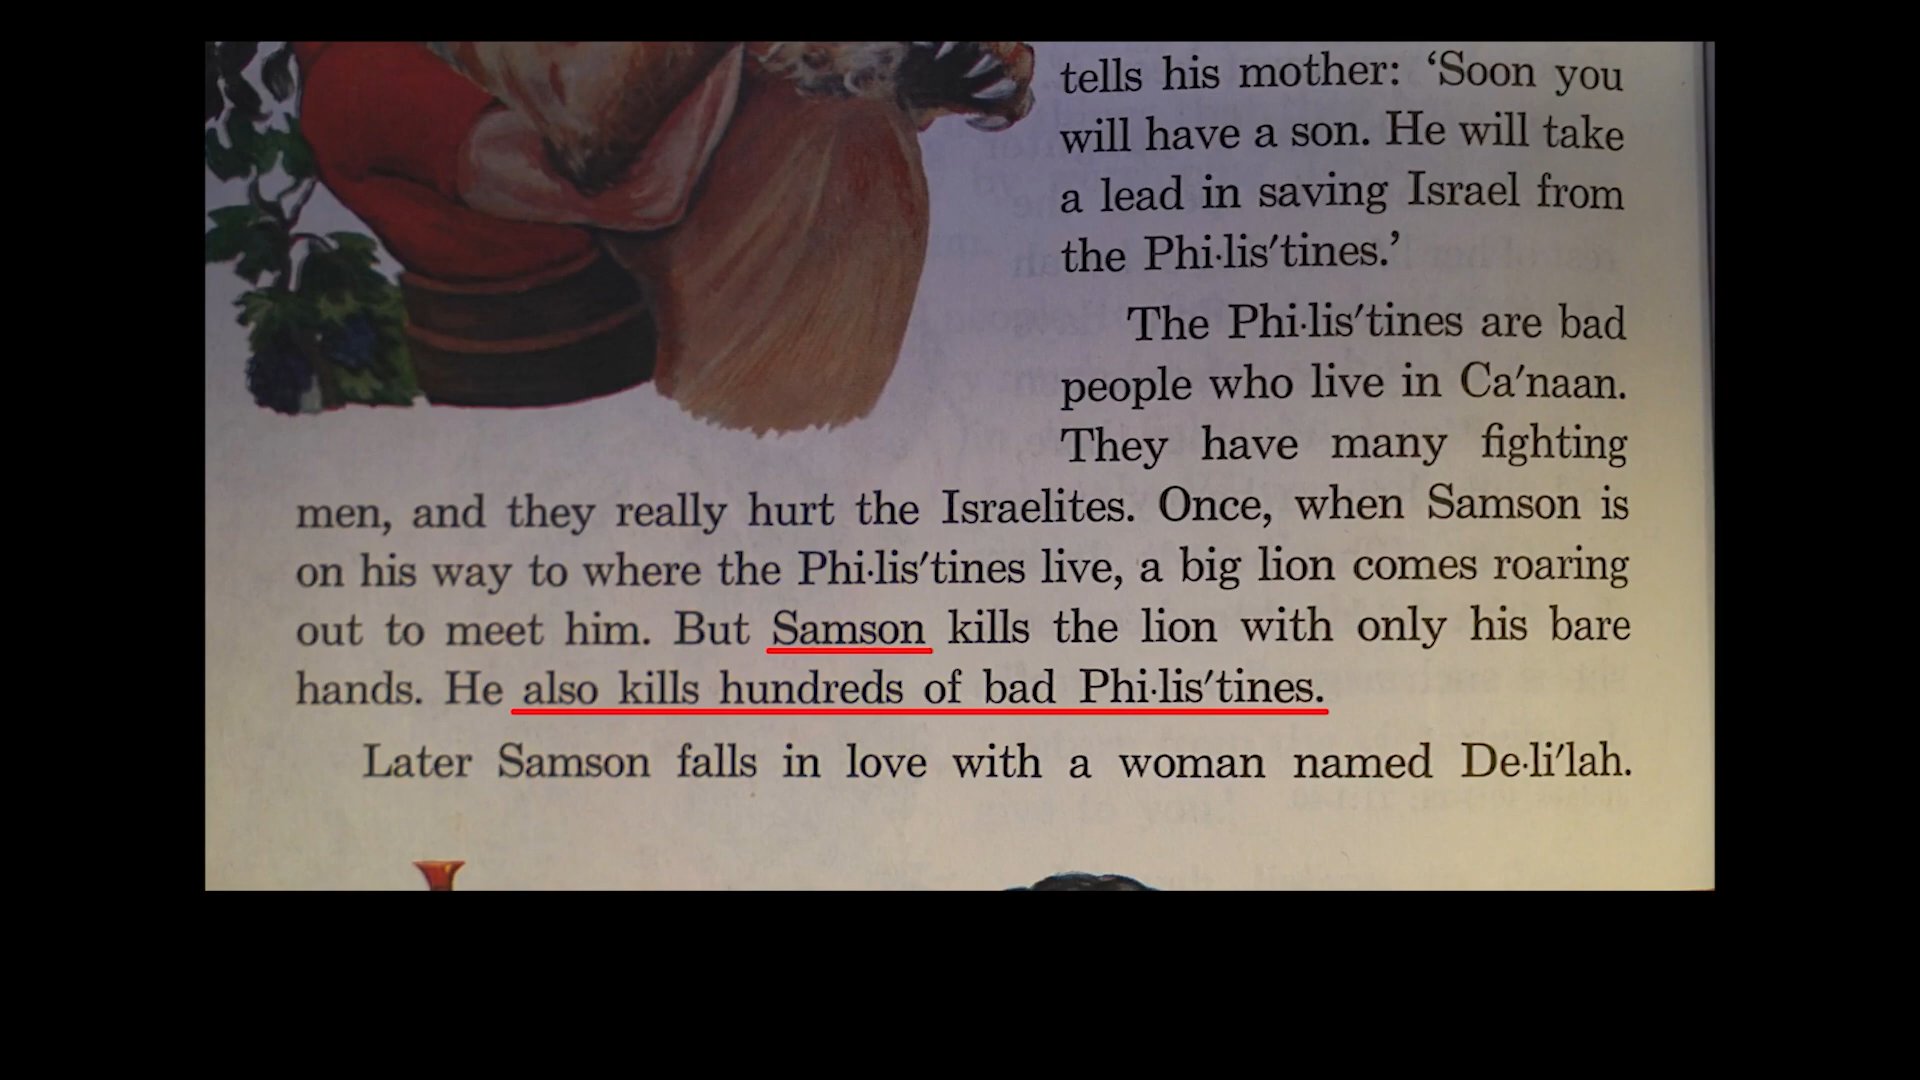 tells his mother: ‘Soon you
will have a son. He will take
a lead in saving Israel from
the Phi·lis′tines.’
The Phi·lis′tines are bad
people who live in Ca′naan.
They have many fighting
men, and they really hurt the Israelites. Once, when Samson is
on his way to where the Phi·lis′tines live, a big lion comes roaring
out to meet him. But Samson kills the lion with only his bare
hands. He also kills hundreds of bad Phi·lis′tines.
Later Samson falls in love with a woman named De·li′lah.